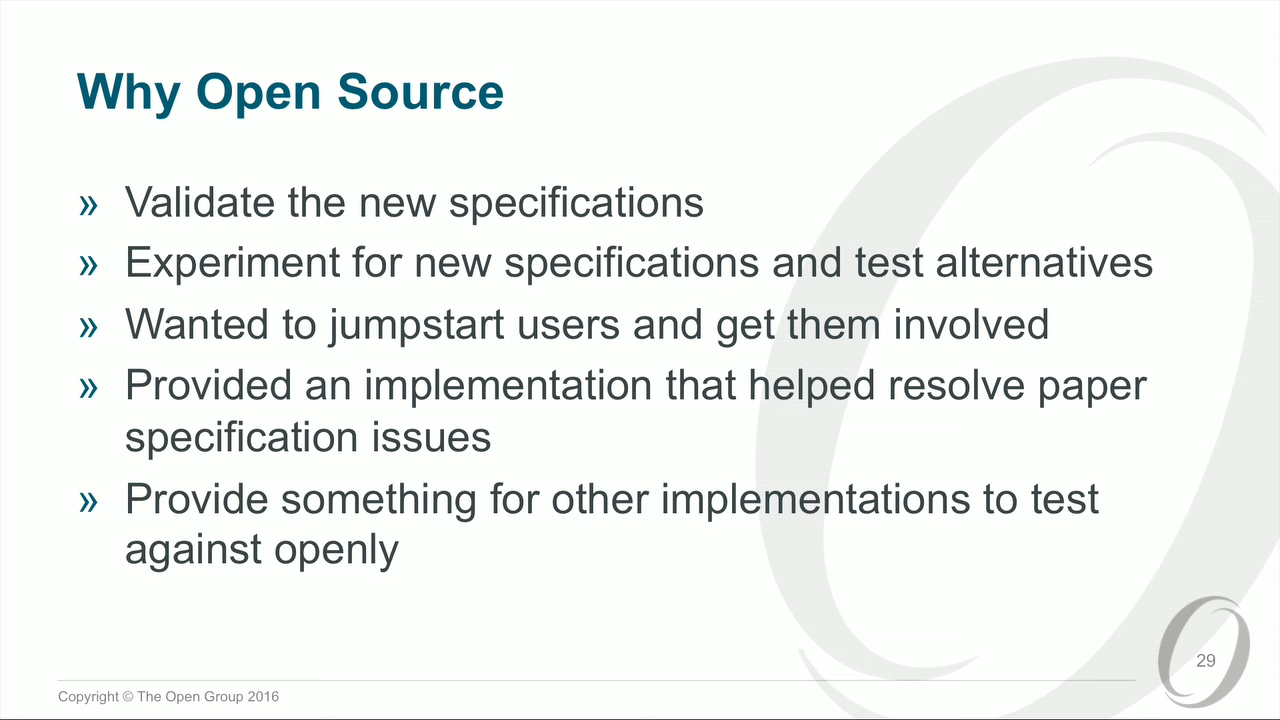 Why Open Source
» Validate the new specifications
» Experiment for new specifications and test alternatives
» Wanted to jumpstart users and get them involved
» Provided an implementation that helped resolve paper
specification issues
» Provide something for other implementations to test
against openly
29
Copyright © The Open Group 2016